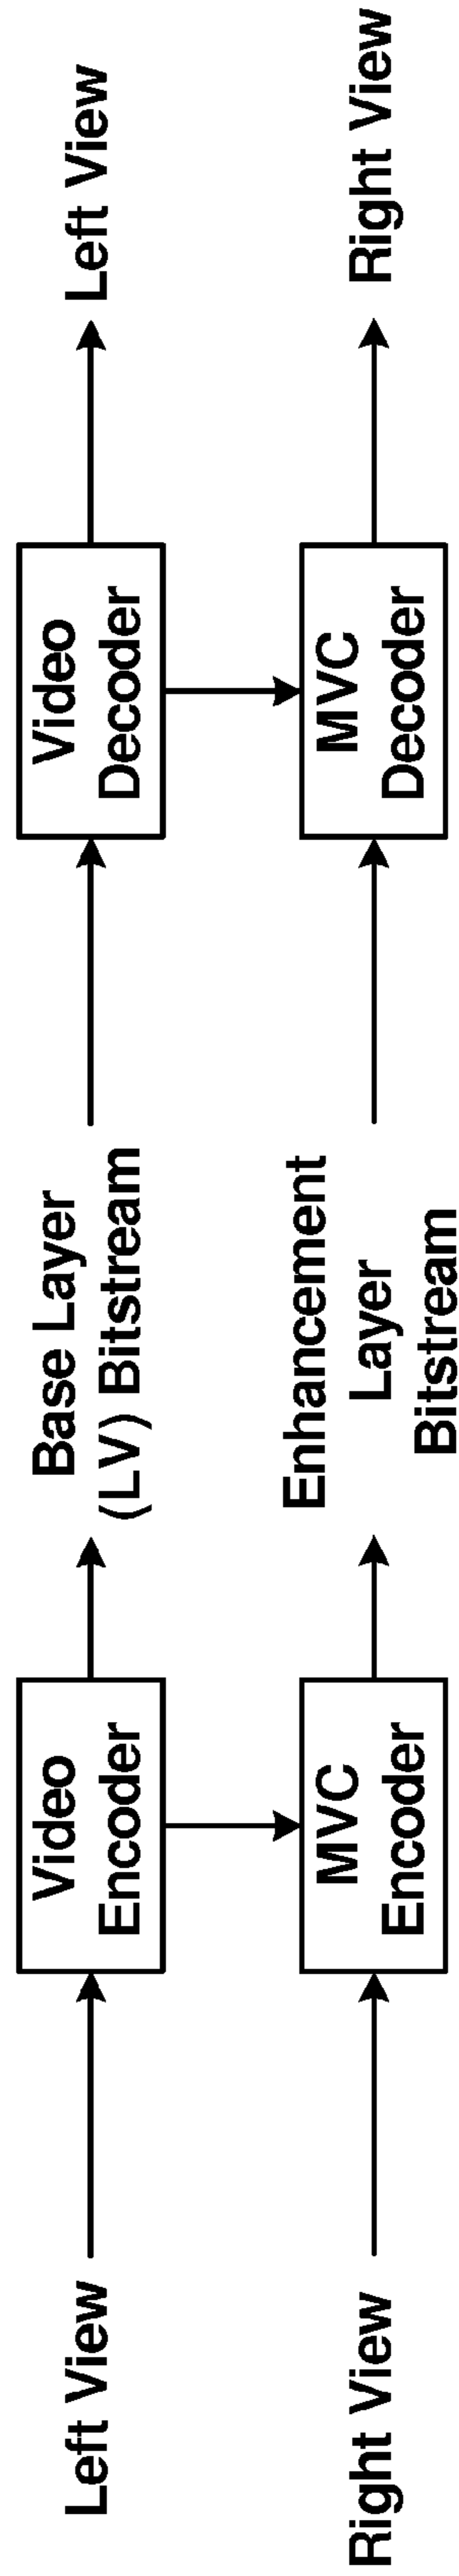 Left View
Video
Encoder
Base Layer
(LV) Bitstream
Video
Decoder
Left View
Right View
MVC
Encoder
Enhancement
Layer
Bitstream
MVC
Decoder
Right View